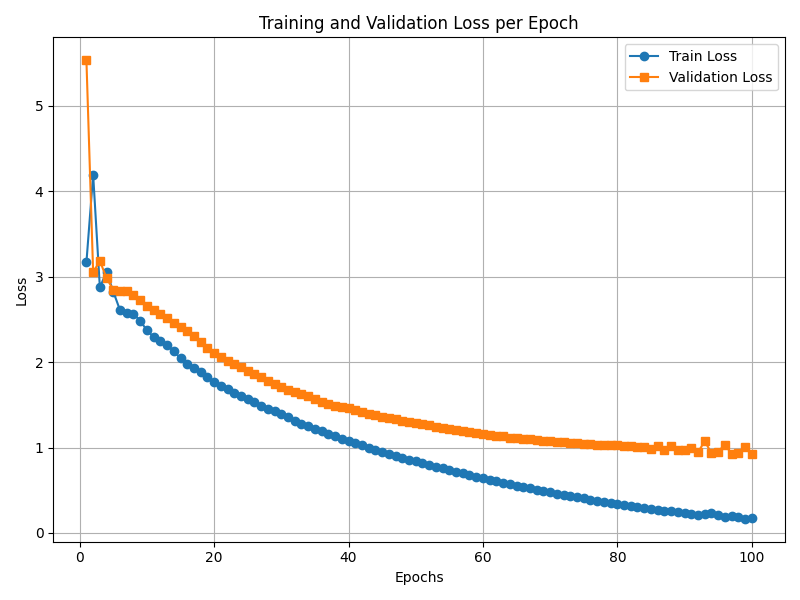 Training and Validation Loss per Epoch
Train Loss
Validation Loss
5
4
3
2
1
0
Loss
0 20 40 60 80 100
Epochs